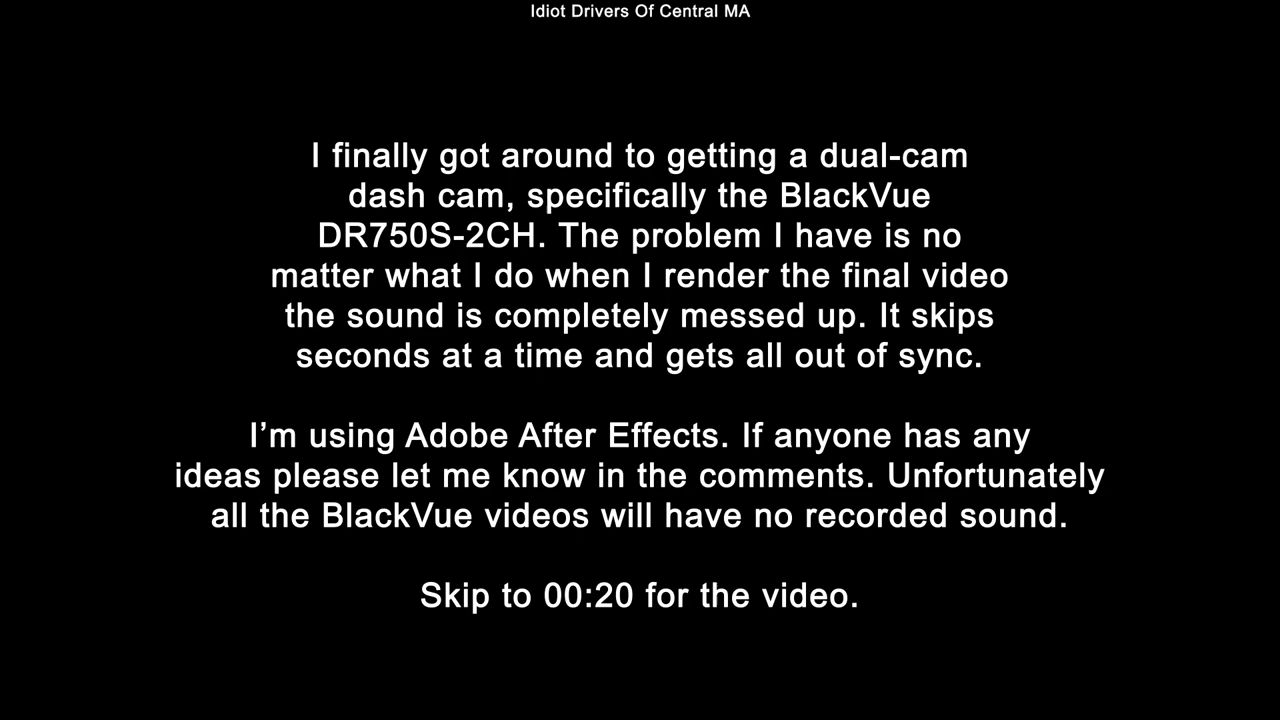 Idiot Drivers Of Central MA
I finally got around to getting a dual-cam
dash cam, specifically the BlackVue
DR750S-2CH. The problem I have is no
matter what I do when I render the final video
the sound is completely messed up. It skips
seconds at a time and gets all out of sync.
I’m using Adobe After Effects. If anyone has any
ideas please let me know in the comments. Unfortunately
all the BlackVue videos will have no recorded sound.
Skip to 00:20 for the video.